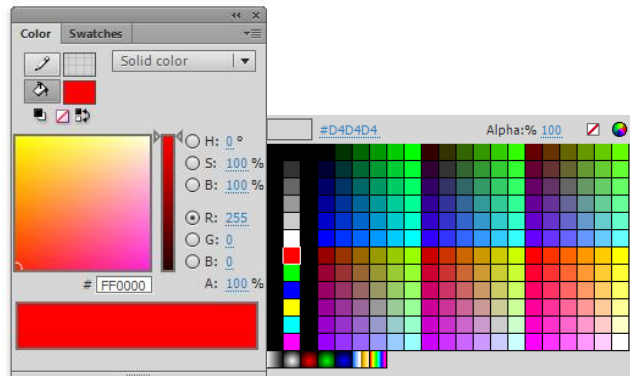 Color Swatches
Solid color
H: 0 °
S: 100 %
B: 100 %
R: 255
G: 0
B: 0
# FF0000 A: 100 %
#D4D4D4 Alpha:% 100